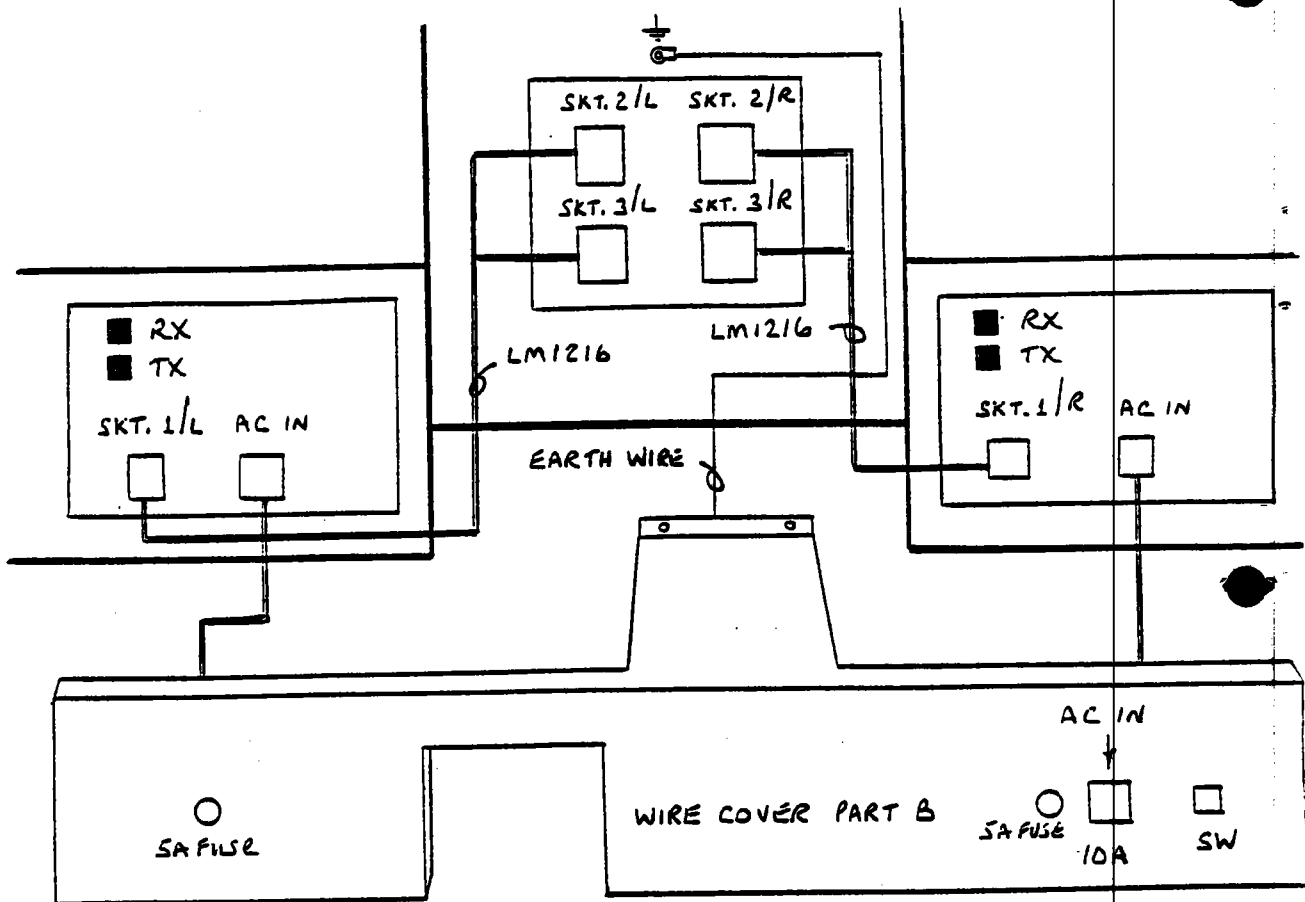 SKT. 2/L SKT. 2/R
SKT. 3/L SKT. 3/R
LM1216
LM1216
RX
TX
SKT. 1/L AC IN
RX
TX
SKT. 1/R AC IN
EARTH WIRE
AC IN
WIRE COVER PART B
5A FUSE
5A FUSE
10A
SW